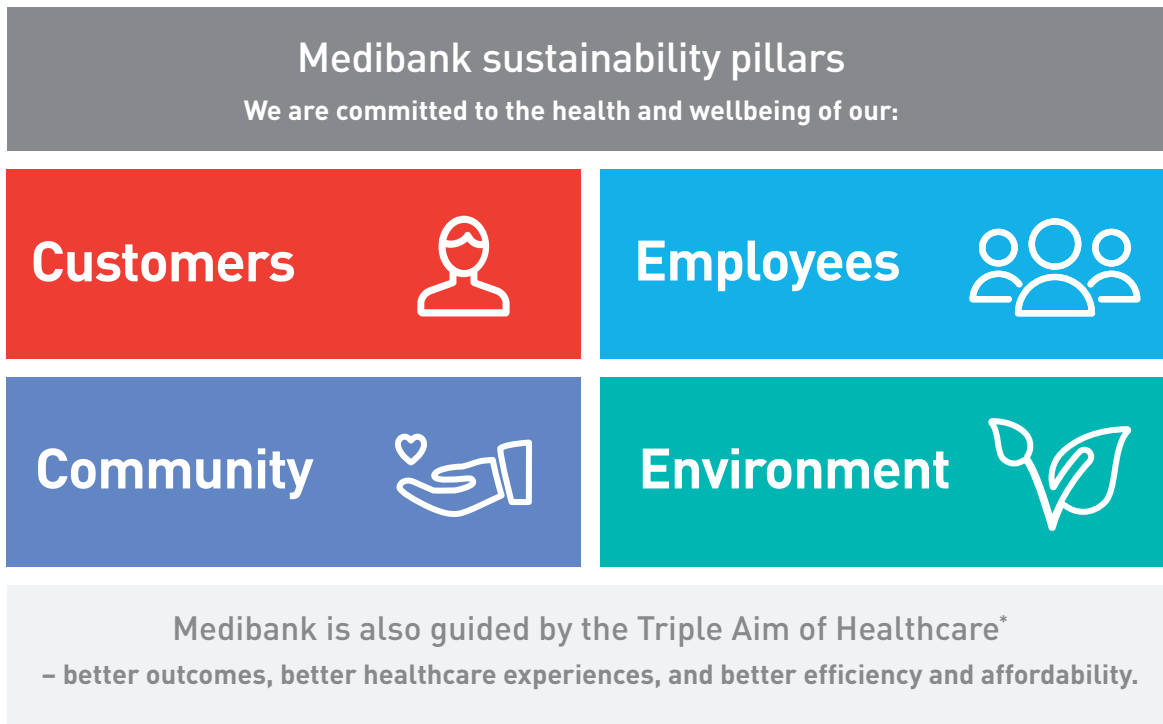 Medibank sustainability pillars
We are committed to the health and wellbeing of our:
Customers
Employees
Community
Environment
Medibank is also guided by the Triple Aim of Healthcare*
– better outcomes, better healthcare experiences, and better efficiency and affordability.